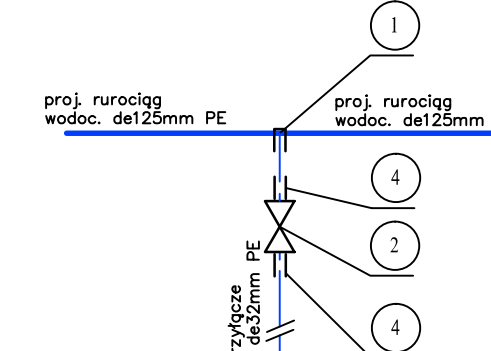 1
proj. rurociąg
wodoc. de125mm PE
proj. rurociąg
wodoc. de125mm
4
2
de32mm PE
4